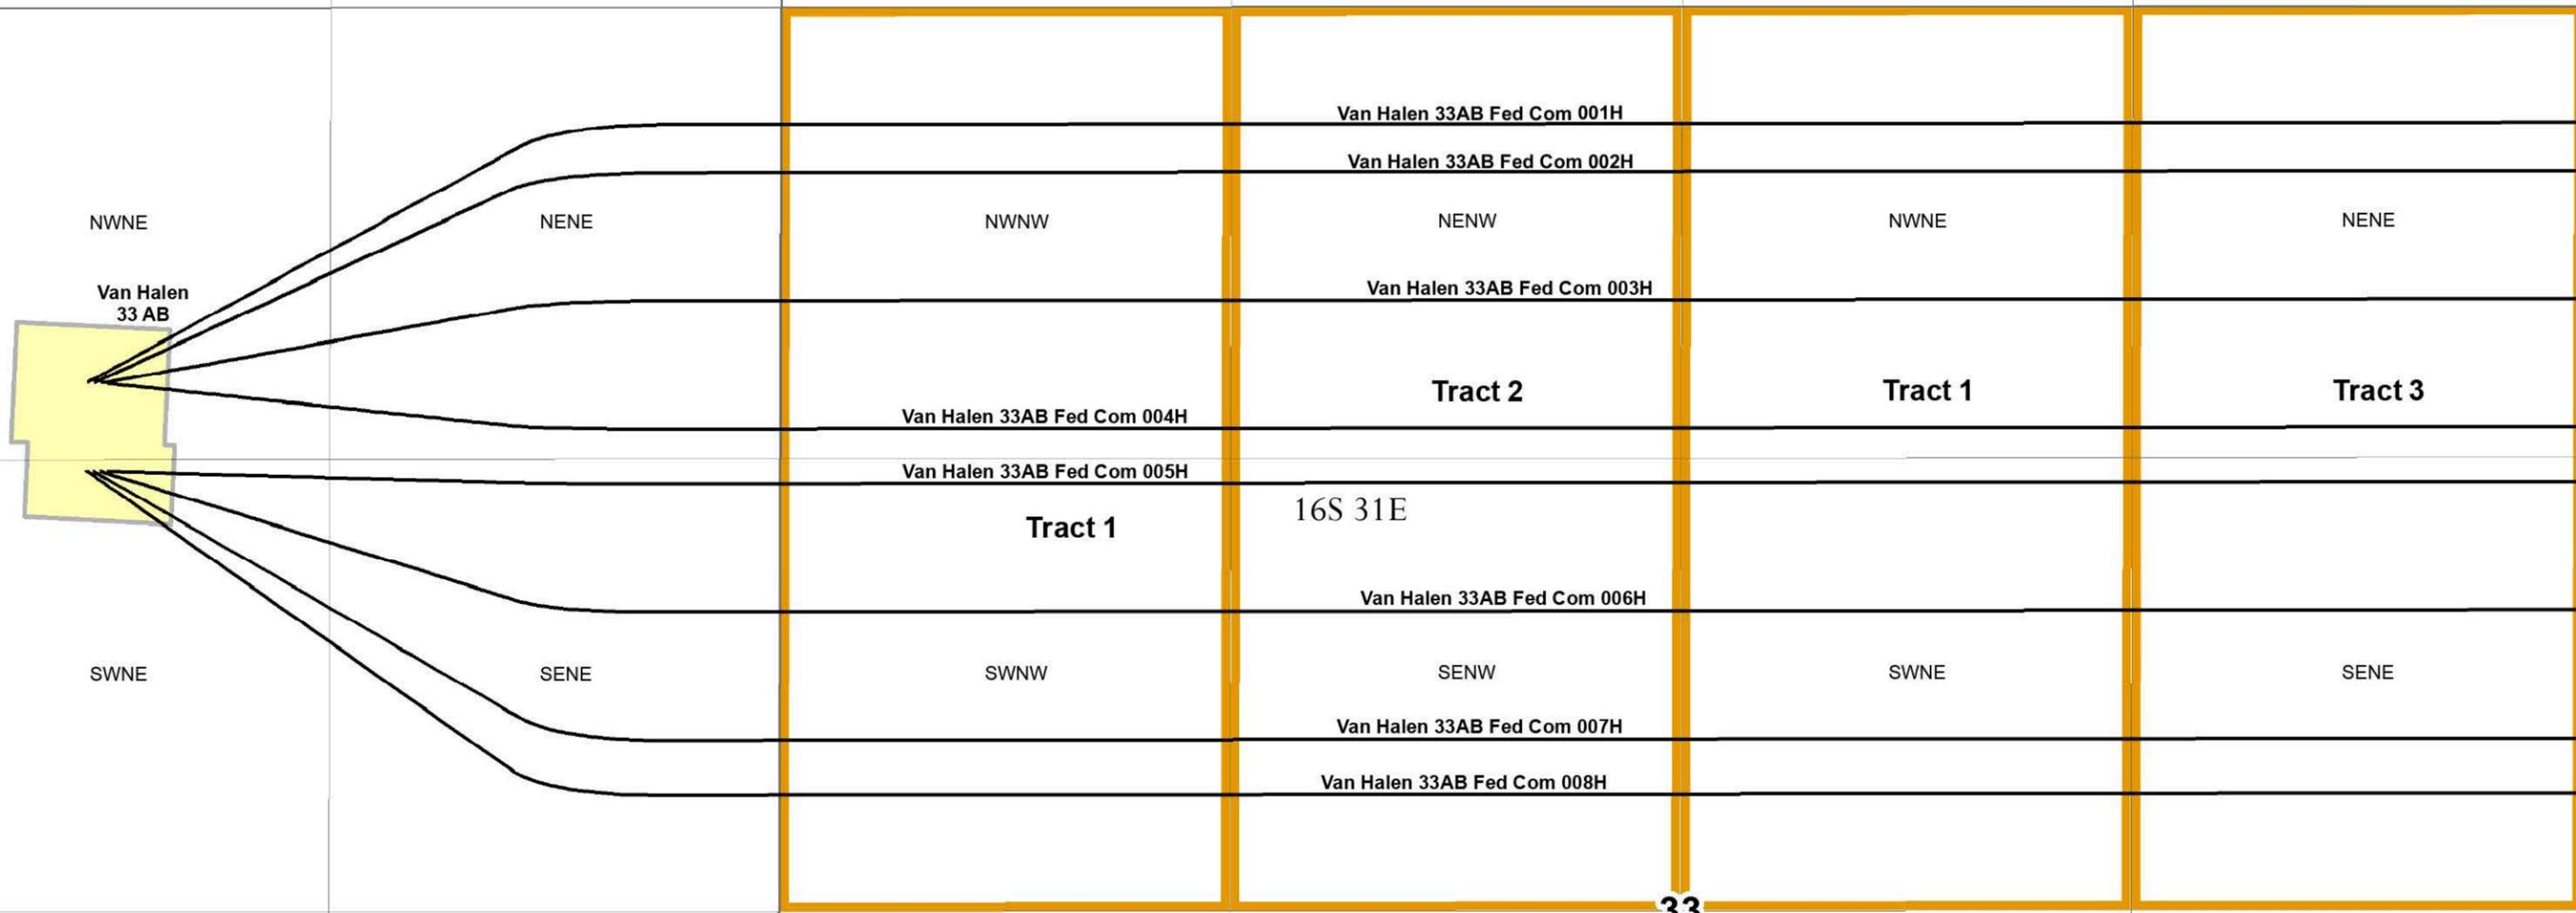 Van Halen 33AB Fed Com 001H
Van Halen 33AB Fed Com 002H
NWNE
NENE
NWNW
NENW
NWNE
NENE
Van Halen
33 AB
Van Halen 33AB Fed Com 003H
Tract 2
Tract 1
Tract 3
Van Halen 33AB Fed Com 004H
Van Halen 33AB Fed Com 005H
16S 31E
Tract 1
Van Halen 33AB Fed Com 006H
SWNE
SENE
SWNW
SENW
SWNE
SENE
Van Halen 33AB Fed Com 007H
Van Halen 33AB Fed Com 008H
33